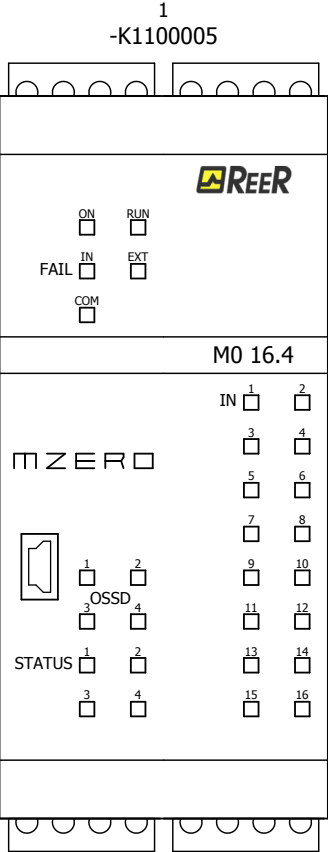 1
-K1100005
REER
ON RUN
FAIL IN EXT
COM
M0 16.4
IN 1 2
3 4
MZERO
5 6
7 8
1 2 9 10
OSSD
3 4 11 12
STATUS 1 2 13 14
3 4 15 16